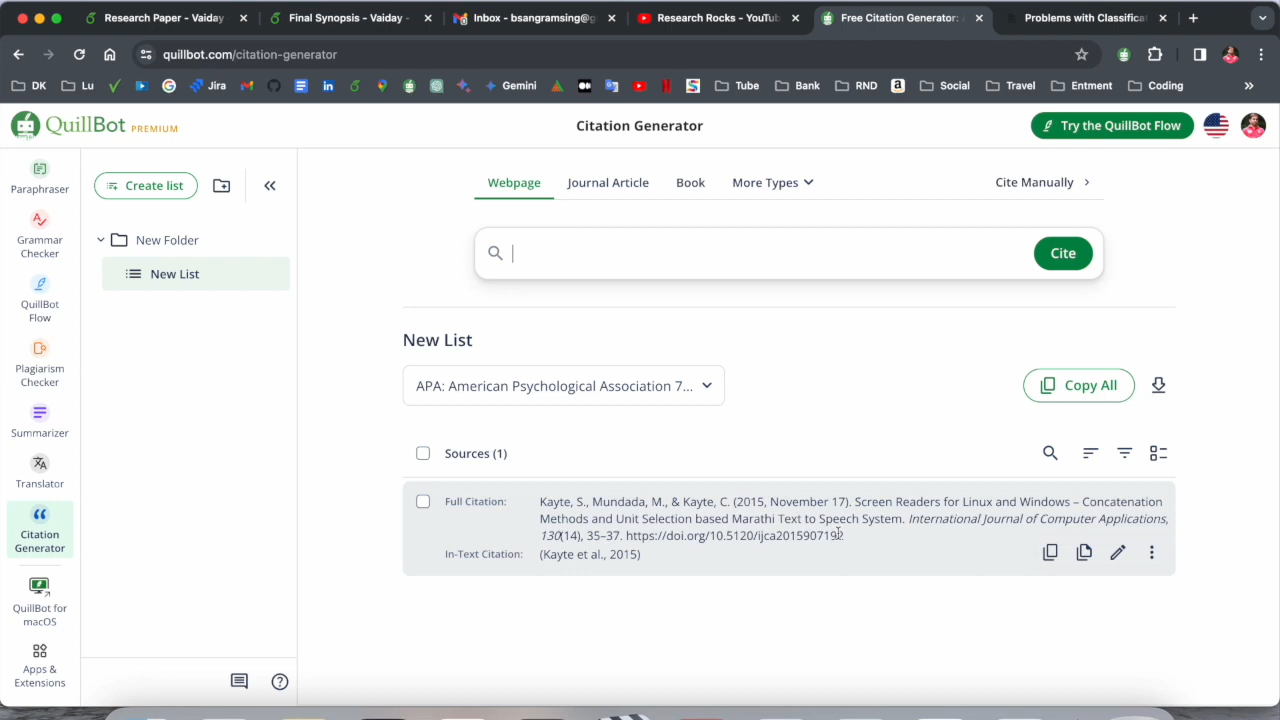 Research Paper - Vaiday
Final Synopsis - Vaiday -
Inbox - bsangramsing@g
Research Rocks - YouTub
Free Citation Generator:
Problems with Classificat
quillbot.com/citation-generator
DK Lu Jira Gemini Tube Bank RND Social Travel Entment Coding »
QuillBot PREMIUM
Citation Generator
Try the QuillBot Flow
Paraphraser
Grammar
Checker
QuillBot
Flow
Plagiarism
Checker
Summarizer
Translator
Citation
Generator
QuillBot for
macOS
Apps &
Extensions
Create list
New Folder
New List
Webpage Journal Article Book More Types Cite Manually
Cite
New List
APA: American Psychological Association 7...
Copy All
Sources (1)
Full Citation: Kayte, S., Mundada, M., & Kayte, C. (2015, November 17). Screen Readers for Linux and Windows – Concatenation
Methods and Unit Selection based Marathi Text to Speech System. International Journal of Computer Applications,
130(14), 35–37. https://doi.org/10.5120/ijca2015907192
In-Text Citation: (Kayte et al., 2015)